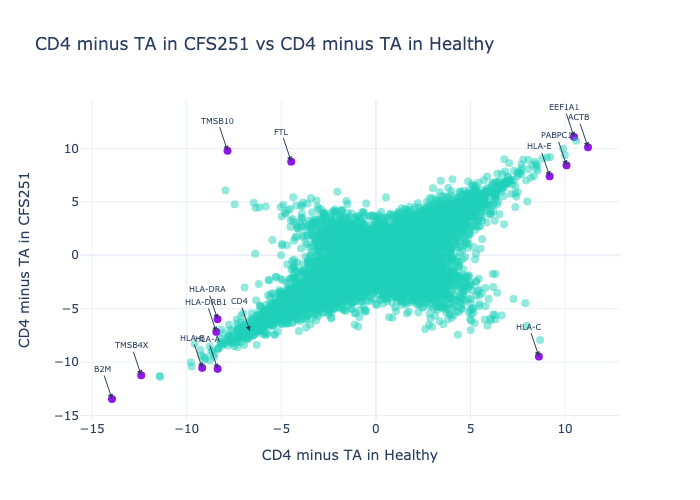 CD4 minus TA in CFS251 vs CD4 minus TA in Healthy
EEF1A1
ACTB
TMSB10
FTL
PABPC1
HLA-E
10
5
0
−5
−10
−15
CD4 minus TA in CFS251
HLA-DRA
HLA-DRB1
CD4
HLA-C
HLA-A
TMSB4X
B2M
−15
−10
−5
0
5
10
CD4 minus TA in Healthy